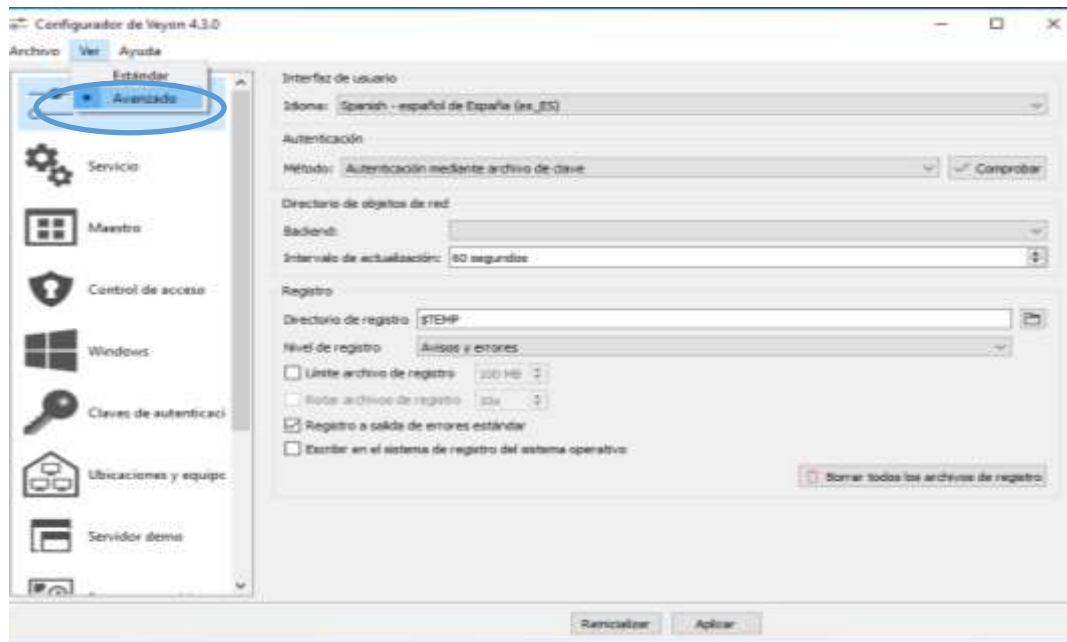 Configurador de Veyon 4.3.0
Archivo Ver Ayuda
Estándar
Avanzado
Servicio
Maestro
Control de acceso
Windows
Claves de autenticaci
Ubicaciones y equipc
Servidor demo
Interfaz de usuario
Idioma: Spanish - español de España (es_ES)
Autenticación
Método: Autenticación mediante archivo de clave Comprobar
Directorio de objetos de red
Backend:
Intervalo de actualización: 60 segundos
Registro
Directorio de registro $TEMP
Nivel de registro Avisos y errores
Límite archivo de registro 100 MB
Rotar archivos de registro 10x
Registro a salida de errores estándar
Escribir en el sistema de registro del sistema operativo
Borrar todos los archivos de registro
Reinicializar Aplicar